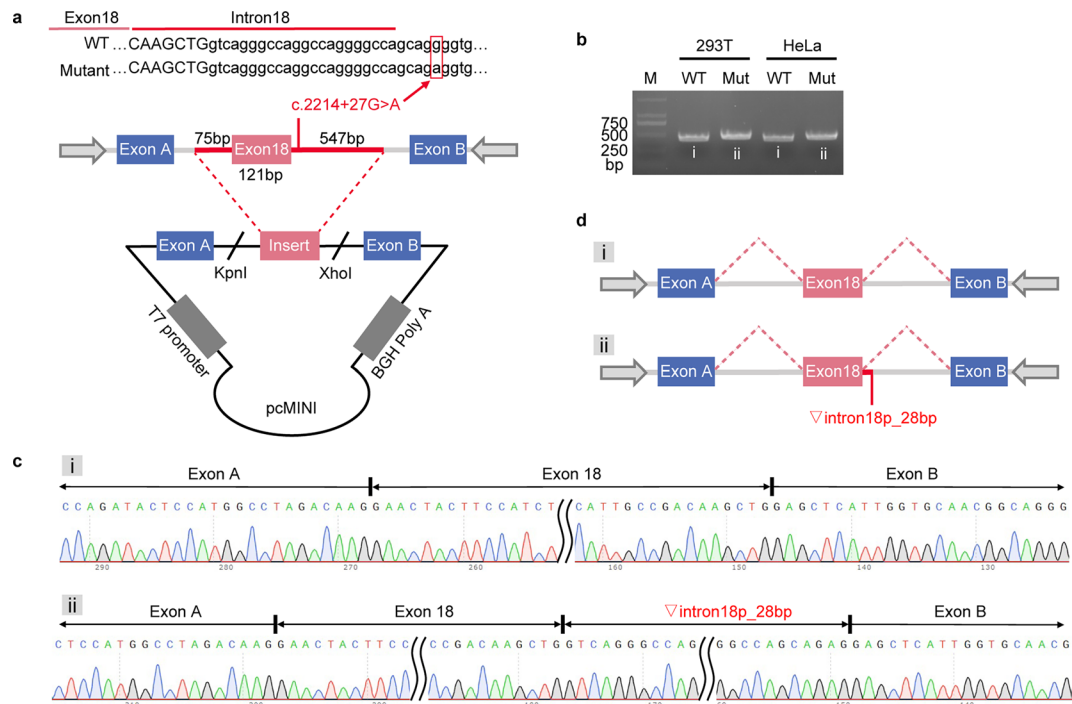 a
Exon18 Intron18
WT …CAAGCTGgtcagggccaggccaggggccagcaggggtg…
Mutant …CAAGCTGgtcagggccaggccaggggccagcagaggtg…
c.2214+27G>A
75bp 547bp
Exon A Exon18 Exon B
121bp
Exon A Insert Exon B
KpnI XhoI
T7 promoter BGH Poly A
pcMINI
b
293T HeLa
M WT Mut WT Mut
750
500
250
bp
i ii i ii
d
i
Exon A Exon18 Exon B
ii
Exon A Exon18 Exon B
▽intron18p_28bp
c
i
Exon A Exon 18 Exon B
CCAGATACTCCATGGCCTAGACAAGGAACTACTTCCATCT CATTGCCGACAAGCTGGAGCTCATTGGTGCAACGGCAGGG
290 280 270 260 160 150 140 130
ii
Exon A Exon 18 ▽intron18p_28bp Exon B
CTCCATGGCCTAGACAAGGAACTACTTCC CCGACAAGCTGGTCAGGGCCAG GGCCAGCAGAGGAGCTCATTGGTGCAACG